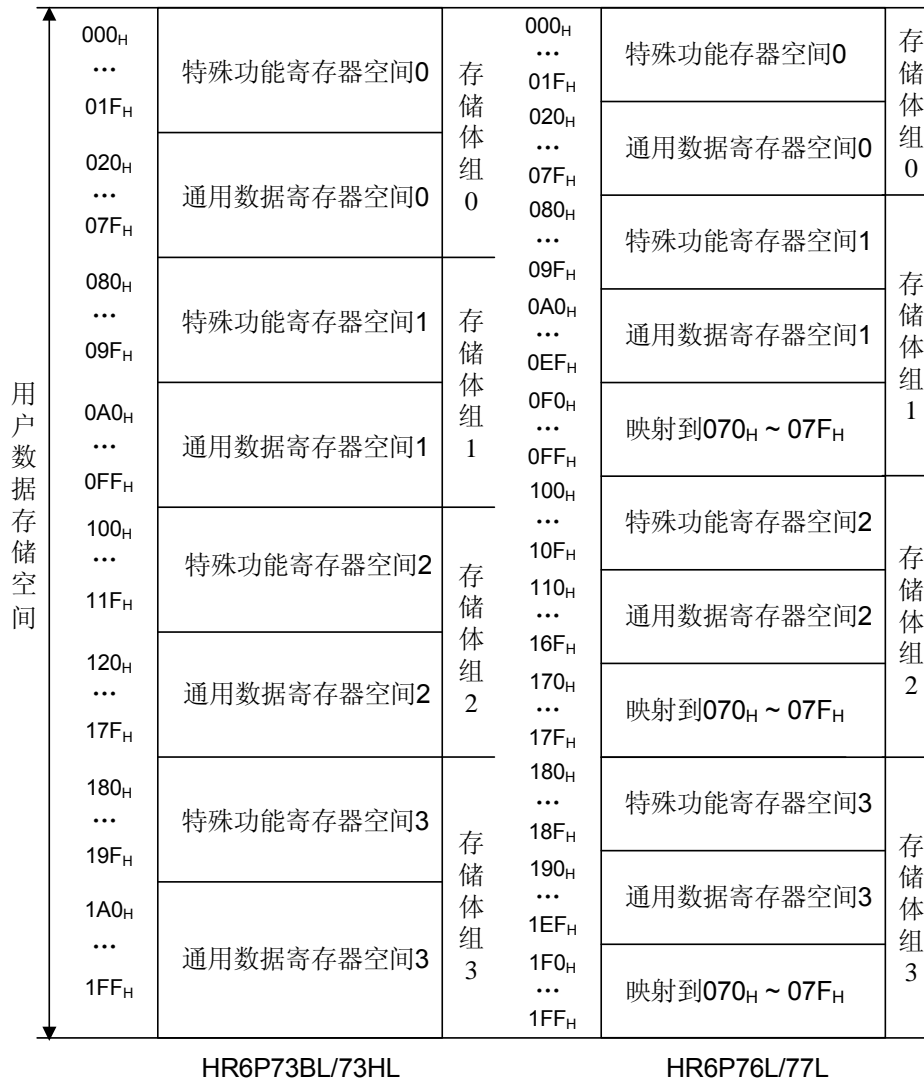 用户数据存储空间
000H
…
01FH
特殊功能寄存器空间0
020H
…
07FH
通用数据寄存器空间0
存储体组0
080H
…
09FH
特殊功能寄存器空间1
0A0H
…
0FFH
通用数据寄存器空间1
存储体组1
100H
…
11FH
特殊功能寄存器空间2
120H
…
17FH
通用数据寄存器空间2
存储体组2
180H
…
19FH
特殊功能寄存器空间3
1A0H
…
1FFH
通用数据寄存器空间3
存储体组3
HR6P73BL/73HL
000H
…
01FH
特殊功能存器空间0
020H
…
07FH
通用数据寄存器空间0
存储体组0
080H
…
09FH
特殊功能寄存器空间1
0A0H
…
0EFH
通用数据寄存器空间1
0F0H
…
0FFH
映射到070H ~ 07FH
存储体组1
100H
…
10FH
特殊功能寄存器空间2
110H
…
16FH
通用数据寄存器空间2
170H
…
17FH
映射到070H ~ 07FH
存储体组2
180H
…
18FH
特殊功能寄存器空间3
190H
…
1EFH
通用数据寄存器空间3
1F0H
…
1FFH
映射到070H ~ 07FH
存储体组3
HR6P76L/77L